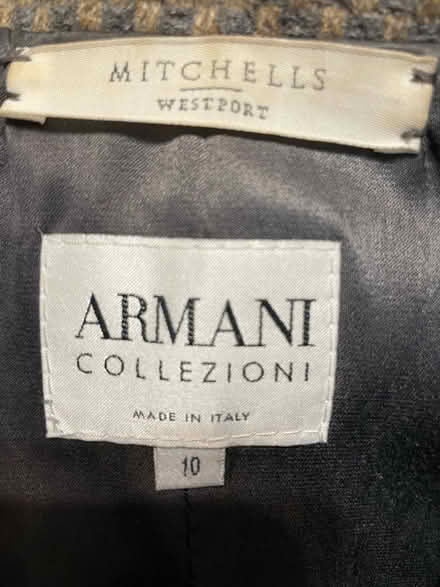 MITCHELLS
WESTPORT
ARMANI
COLLEZIONI
MADE IN ITALY
10